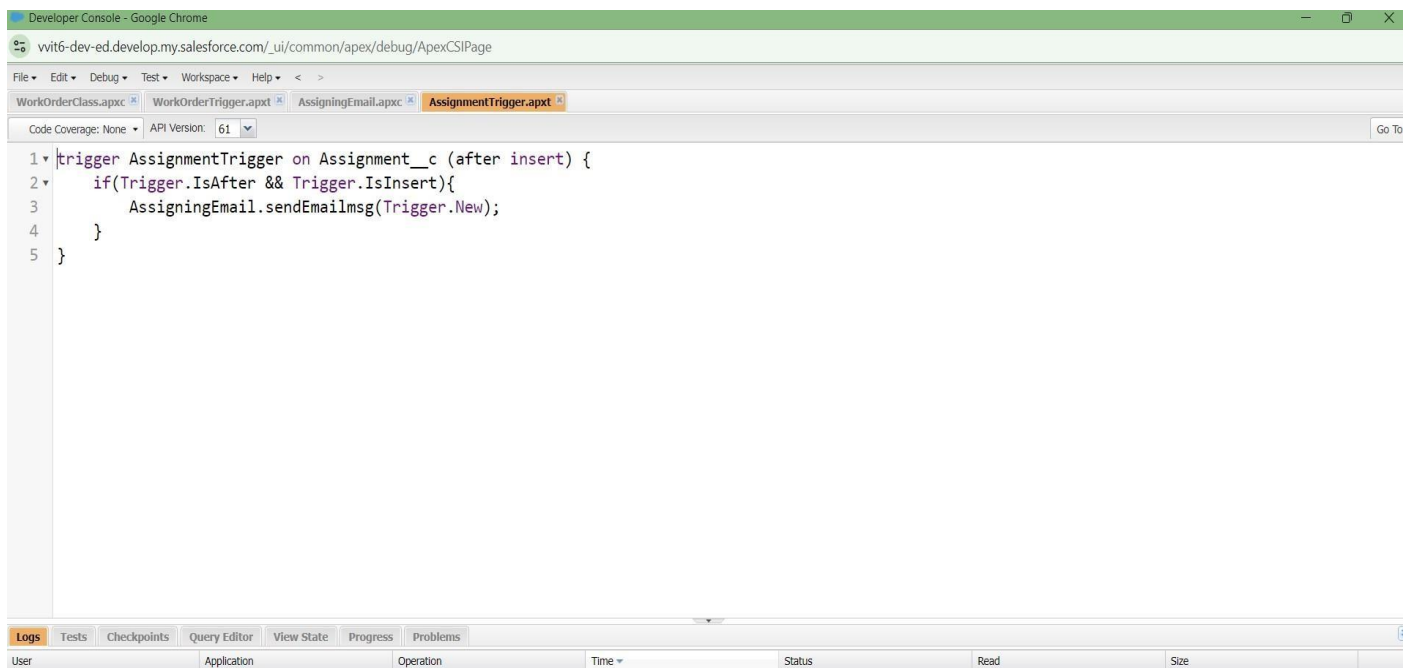 Developer Console - Google Chrome
vvit6-dev-ed.develop.my.salesforce.com/_ui/common/apex/debug/ApexCSIPage
File Edit Debug Test Workspace Help < >
WorkOrderClass.apxc WorkOrderTrigger.apxt AssigningEmail.apxc AssignmentTrigger.apxt
Code Coverage: None API Version: 61 Go To
1 trigger AssignmentTrigger on Assignment__c (after insert) {
2 if(Trigger.IsAfter && Trigger.IsInsert){
3 AssigningEmail.sendEmailmsg(Trigger.New);
4 }
5 }
Logs Tests Checkpoints Query Editor View State Progress Problems
User Application Operation Time Status Read Size